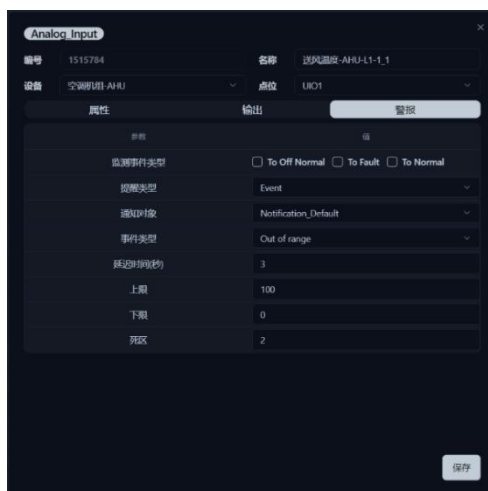 Analog_Input
×
编号 1515784 名称 送风温度-AHU-L1-1_1
设备 空调机组-AHU 点位 UIO1
属性 输出 警报
参数 值
监测事件类型 To Off Normal To Fault To Normal
提醒类型 Event
通知对象 Notification_Default
事件类型 Out of range
延迟时间(秒) 3
上限 100
下限 0
死区 2
保存